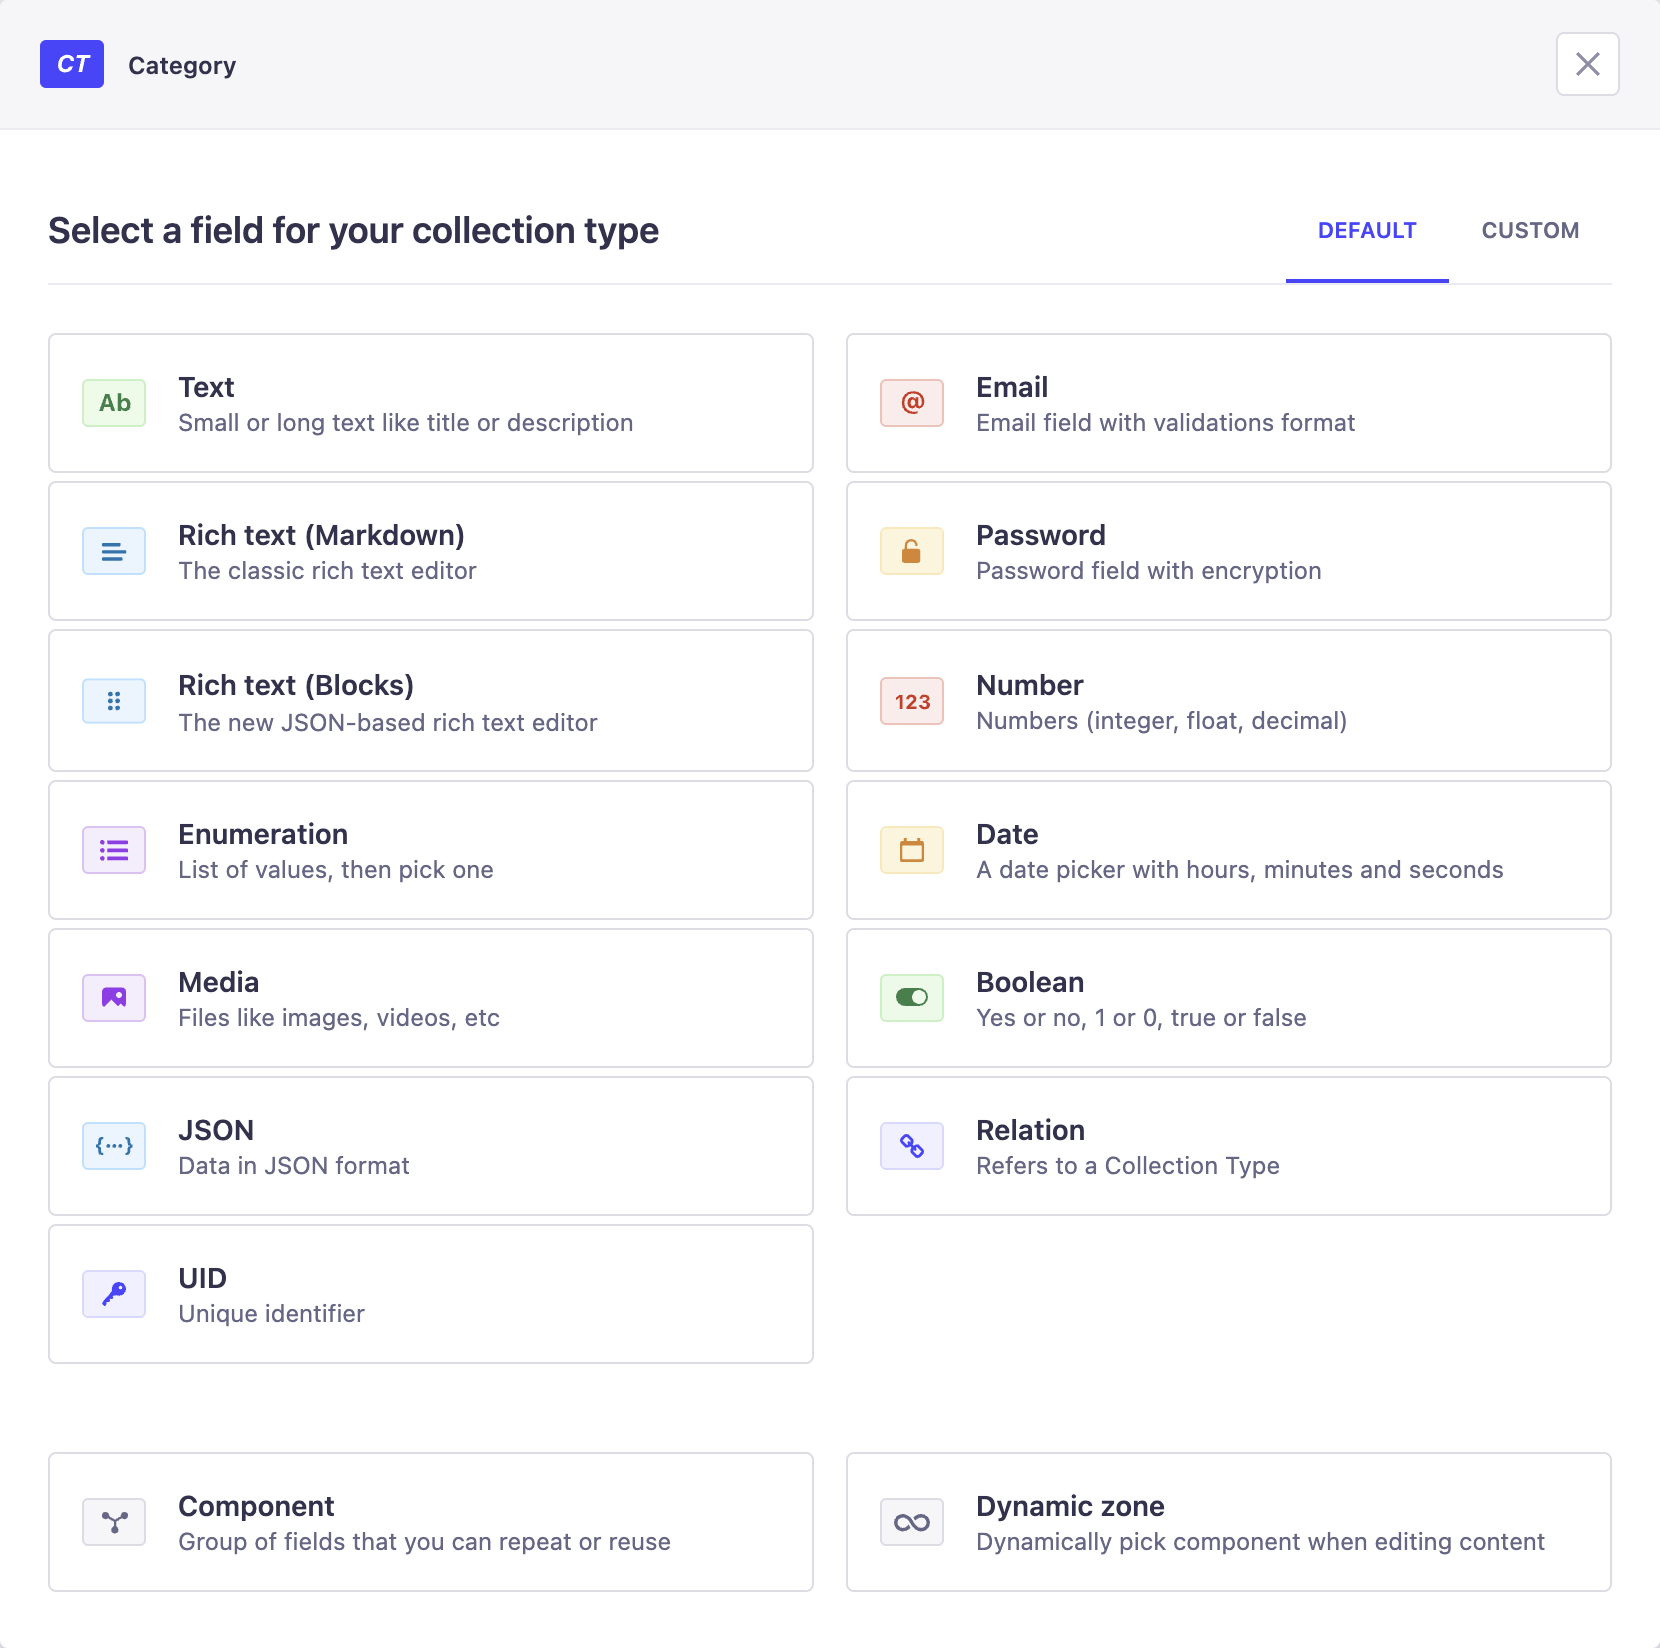 CT Category
Select a field for your collection type
DEFAULT CUSTOM
Ab
Text
Small or long text like title or description
@
Email
Email field with validations format
Rich text (Markdown)
The classic rich text editor
Password
Password field with encryption
Rich text (Blocks)
The new JSON-based rich text editor
123
Number
Numbers (integer, float, decimal)
Enumeration
List of values, then pick one
Date
A date picker with hours, minutes and seconds
Media
Files like images, videos, etc
Boolean
Yes or no, 1 or 0, true or false
{···}
JSON
Data in JSON format
Relation
Refers to a Collection Type
UID
Unique identifier
Component
Group of fields that you can repeat or reuse
Dynamic zone
Dynamically pick component when editing content